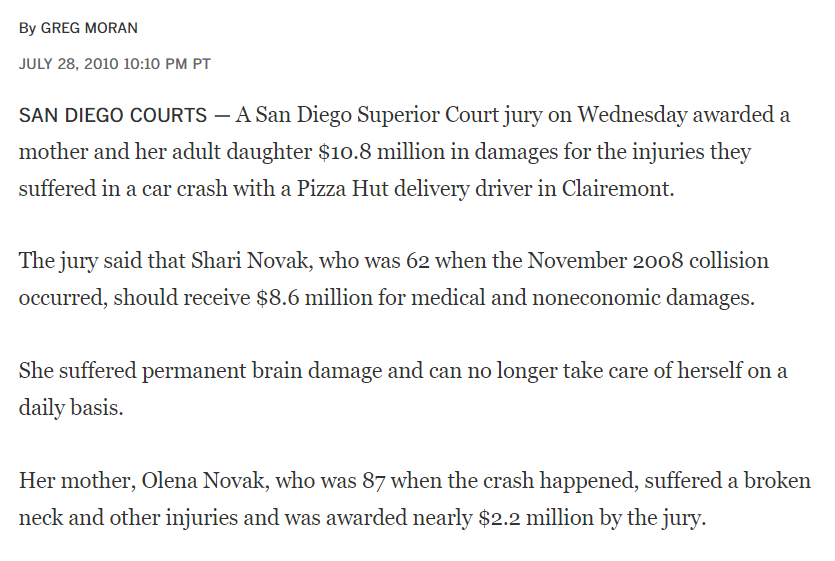 By GREG MORAN
JULY 28, 2010 10:10 PM PT
SAN DIEGO COURTS — A San Diego Superior Court jury on Wednesday awarded a
mother and her adult daughter $10.8 million in damages for the injuries they
suffered in a car crash with a Pizza Hut delivery driver in Clairemont.
The jury said that Shari Novak, who was 62 when the November 2008 collision
occurred, should receive $8.6 million for medical and noneconomic damages.
She suffered permanent brain damage and can no longer take care of herself on a
daily basis.
Her mother, Olena Novak, who was 87 when the crash happened, suffered a broken
neck and other injuries and was awarded nearly $2.2 million by the jury.